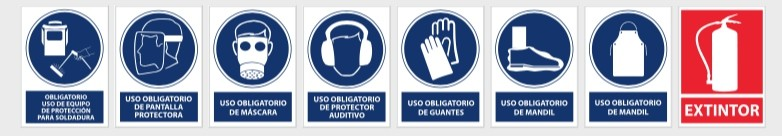 OBLIGATORIO
USO DE EQUIPO
DE PROTECCIÓN
PARA SOLDADURA
USO OBLIGATORIO
DE PANTALLA
PROTECTORA
USO OBLIGATORIO
DE MÁSCARA
USO OBLIGATORIO
DE PROTECTOR
AUDITIVO
USO OBLIGATORIO
DE GUANTES
USO OBLIGATORIO
DE MANDIL
USO OBLIGATORIO
DE MANDIL
EXTINTOR